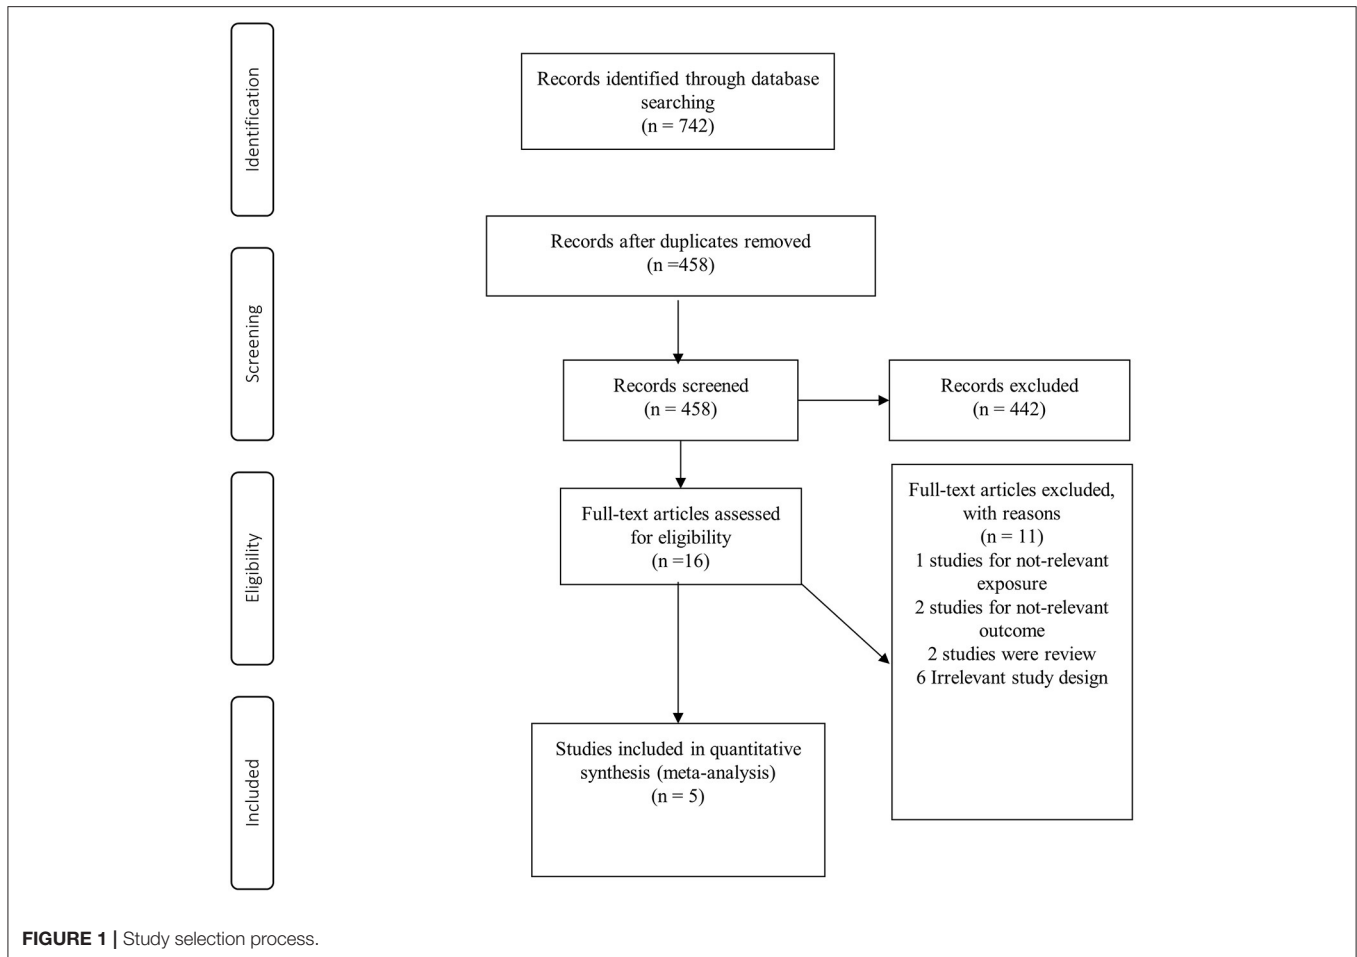 Identification
Records identified through database
searching
(n = 742)
Records after duplicates removed
(n =458)
Screening
Records screened
(n = 458)
Records excluded
(n = 442)
Eligibility
Full-text articles assessed
for eligibility
(n =16)
Full-text articles excluded,
with reasons
(n = 11)
1 studies for not-relevant
exposure
2 studies for not-relevant
outcome
2 studies were review
6 Irrelevant study design
Included
Studies included in quantitative
synthesis (meta-analysis)
(n = 5)
FIGURE 1 | Study selection process.